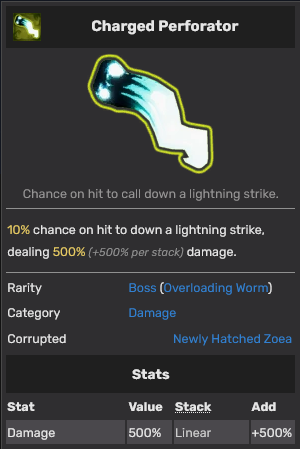 Charged Perforator
Chance on hit to call down a lightning strike.
10% chance on hit to down a lightning strike,
dealing 500% (+500% per stack) damage.
Rarity Boss (Overloading Worm)
Category Damage
Corrupted Newly Hatched Zoea
Stats
Stat Value Stack Add
Damage 500% Linear +500%